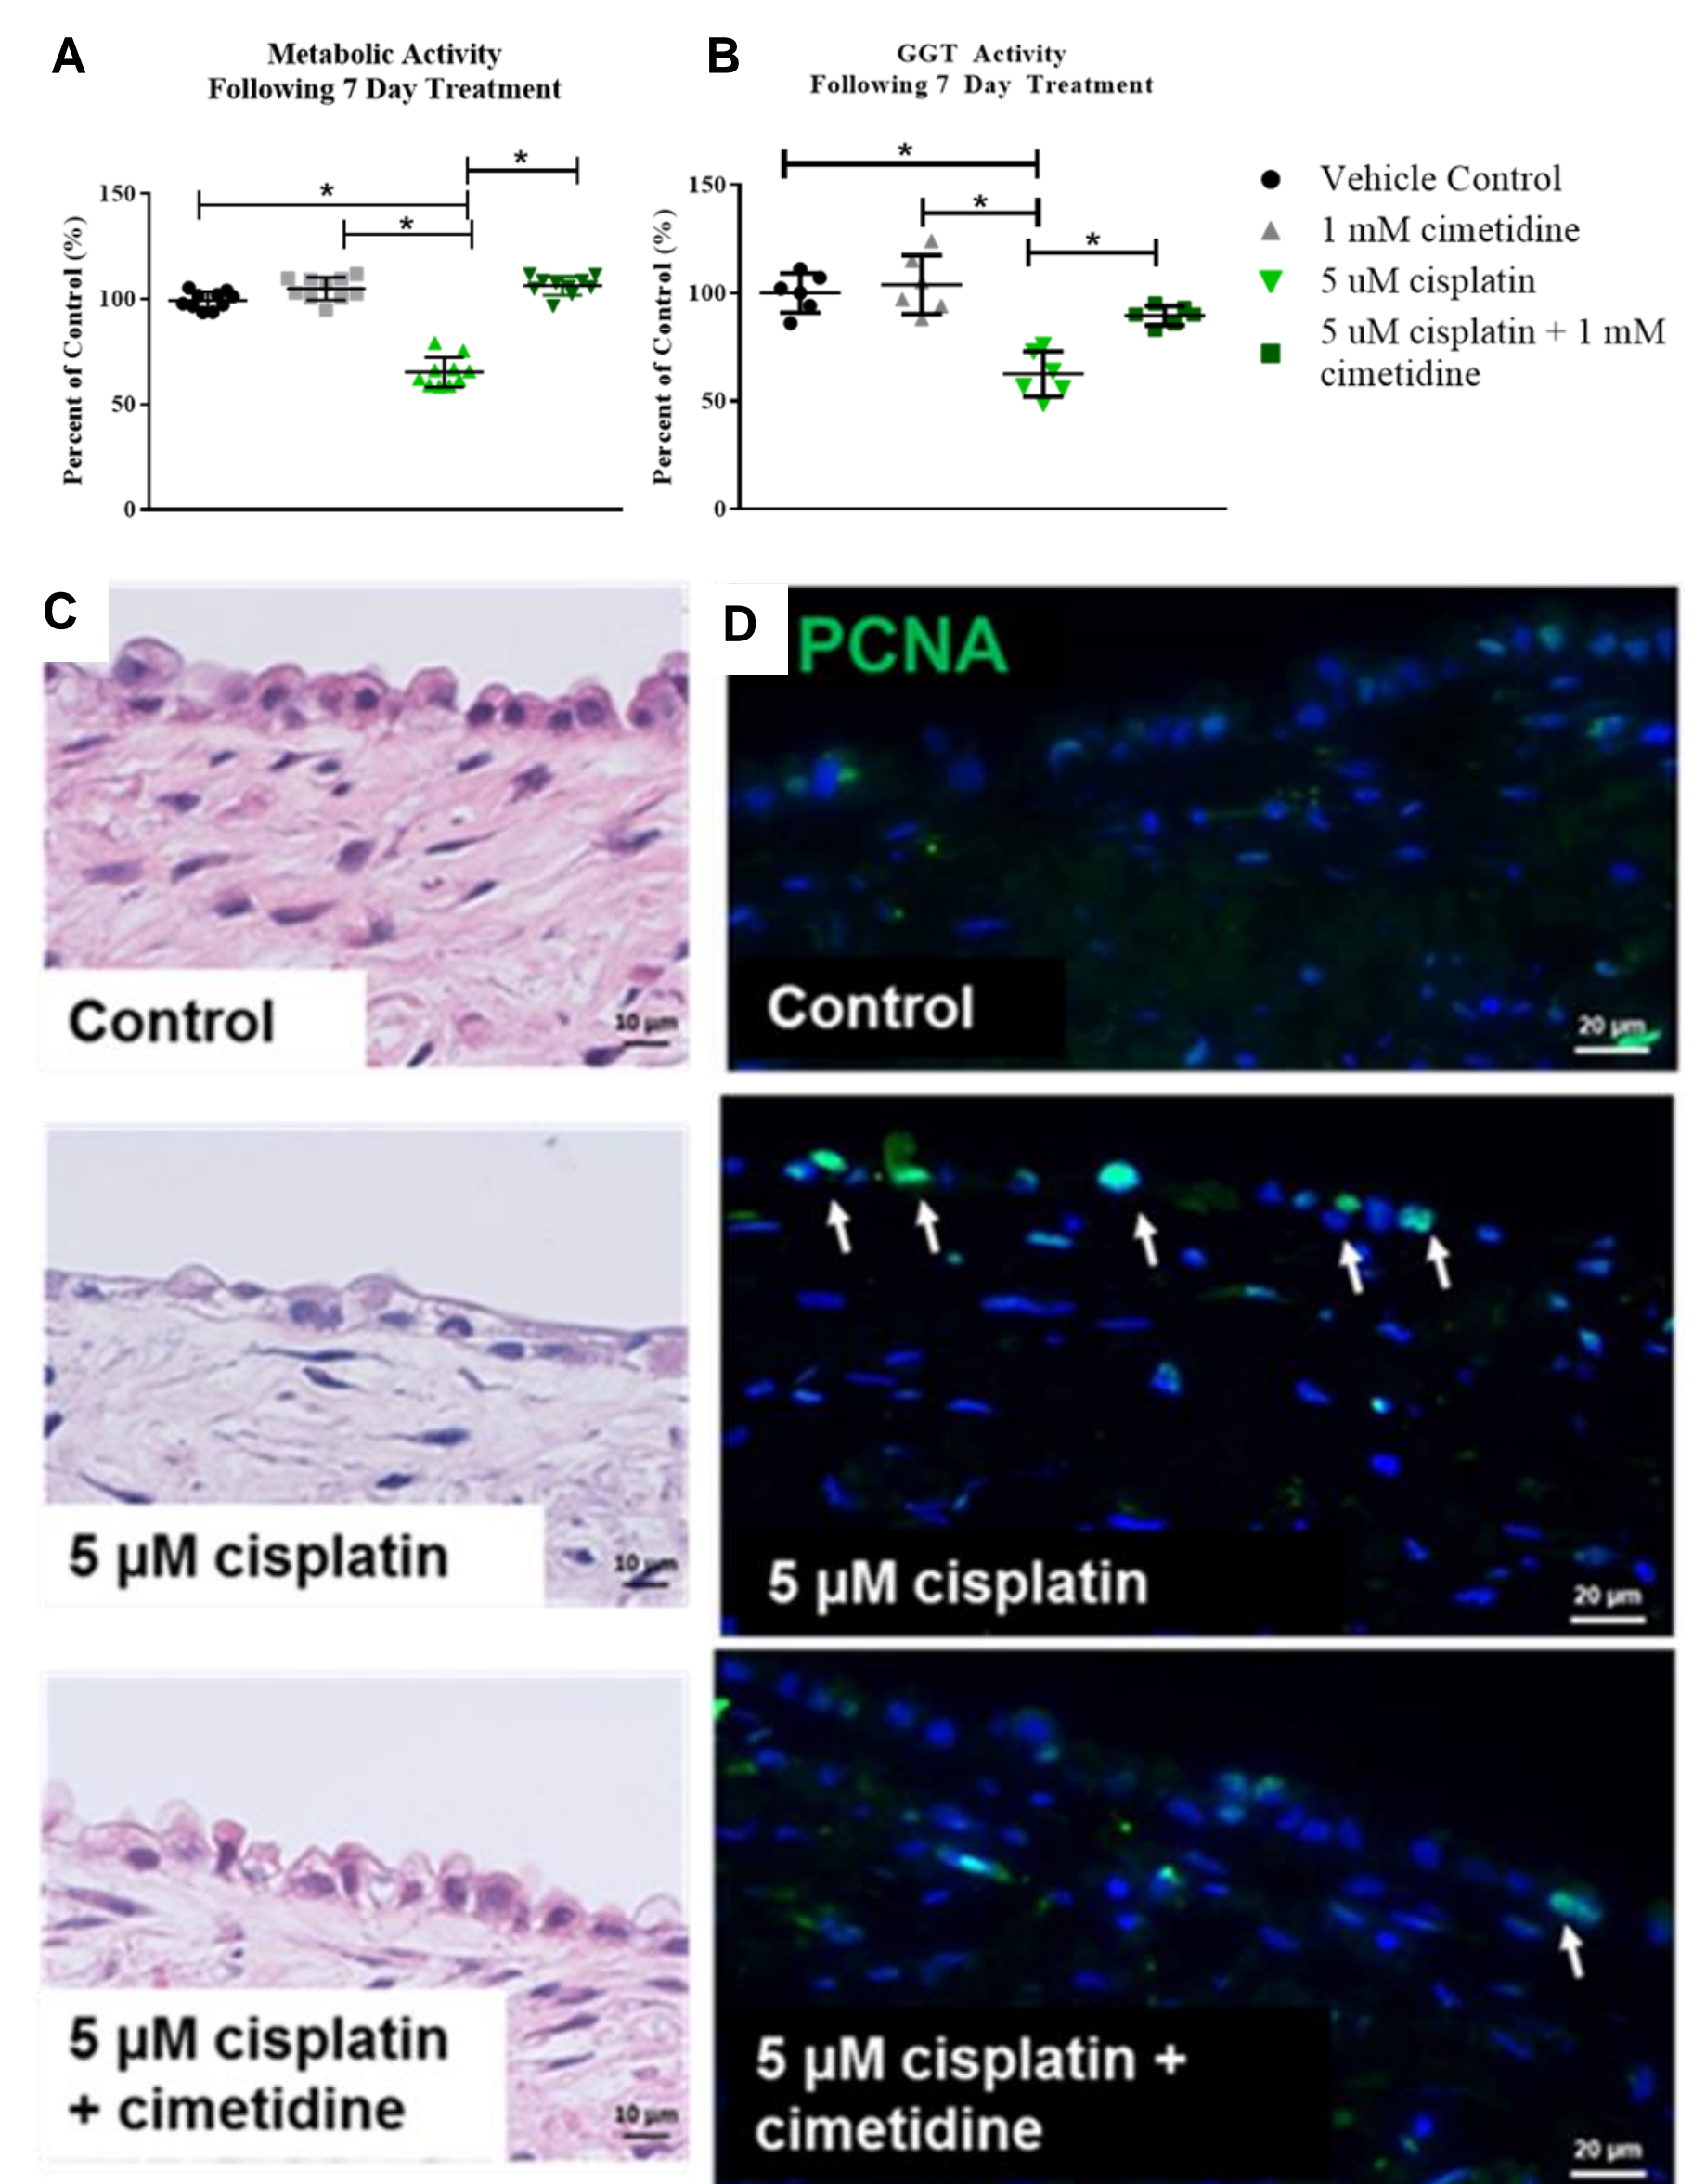 A
Metabolic Activity
Following 7 Day Treatment
Percent of Control (%)
150
100
50
0
*
*
*
B
GGT Activity
Following 7 Day Treatment
Percent of Control (%)
150
100
50
0
*
*
*
Vehicle Control
1 mM cimetidine
5 uM cisplatin
5 uM cisplatin + 1 mM
cimetidine
C
Control
10 µm
5 µM cisplatin
10 µm
5 µM cisplatin
+ cimetidine
10 µm
D
PCNA
Control
20 µm
5 µM cisplatin
20 µm
5 µM cisplatin +
cimetidine
20 µm